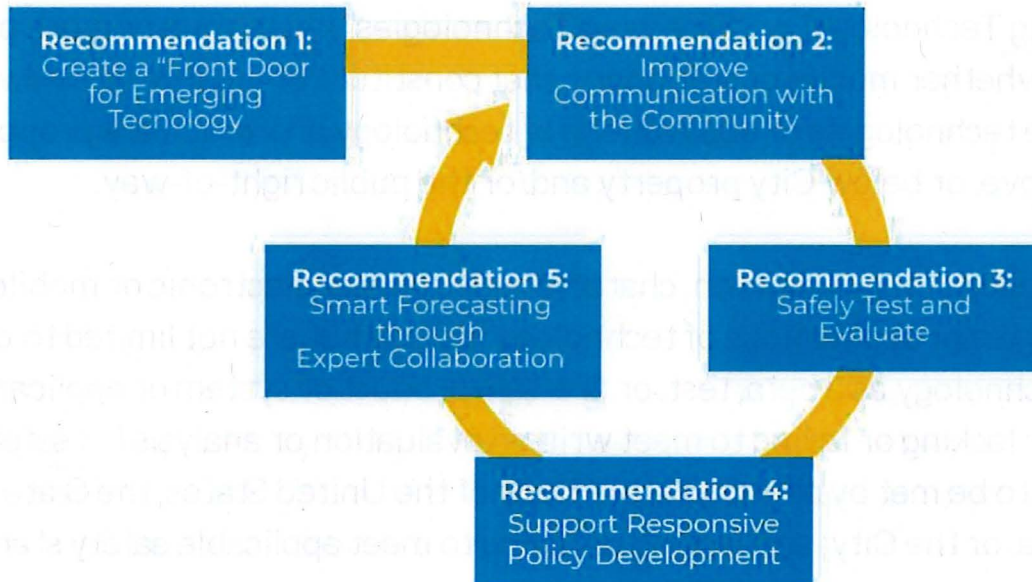 Recommendation 1:
Create a "Front Door
for Emerging
Tecnology
Recommendation 2:
Improve
Communication with
the Community
Recommendation 5:
Smart Forecasting
through
Expert Collaboration
Recommendation 3:
Safely Test and
Evaluate
Recommendation 4:
Support Responsive
Policy Development